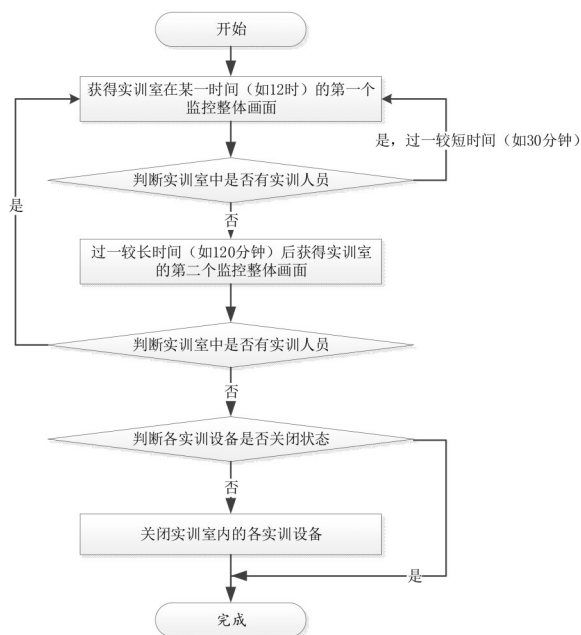 开始
获得实训室在某一时间（如12时）的第一个
监控整体画面
是，过一较短时间（如30分钟）
判断实训室中是否有实训人员
是
否
过一较长时间（如120分钟）后获得实训室
的第二个监控整体画面
判断实训室中是否有实训人员
否
判断各实训设备是否关闭状态
否
关闭实训室内的各实训设备
是
完成